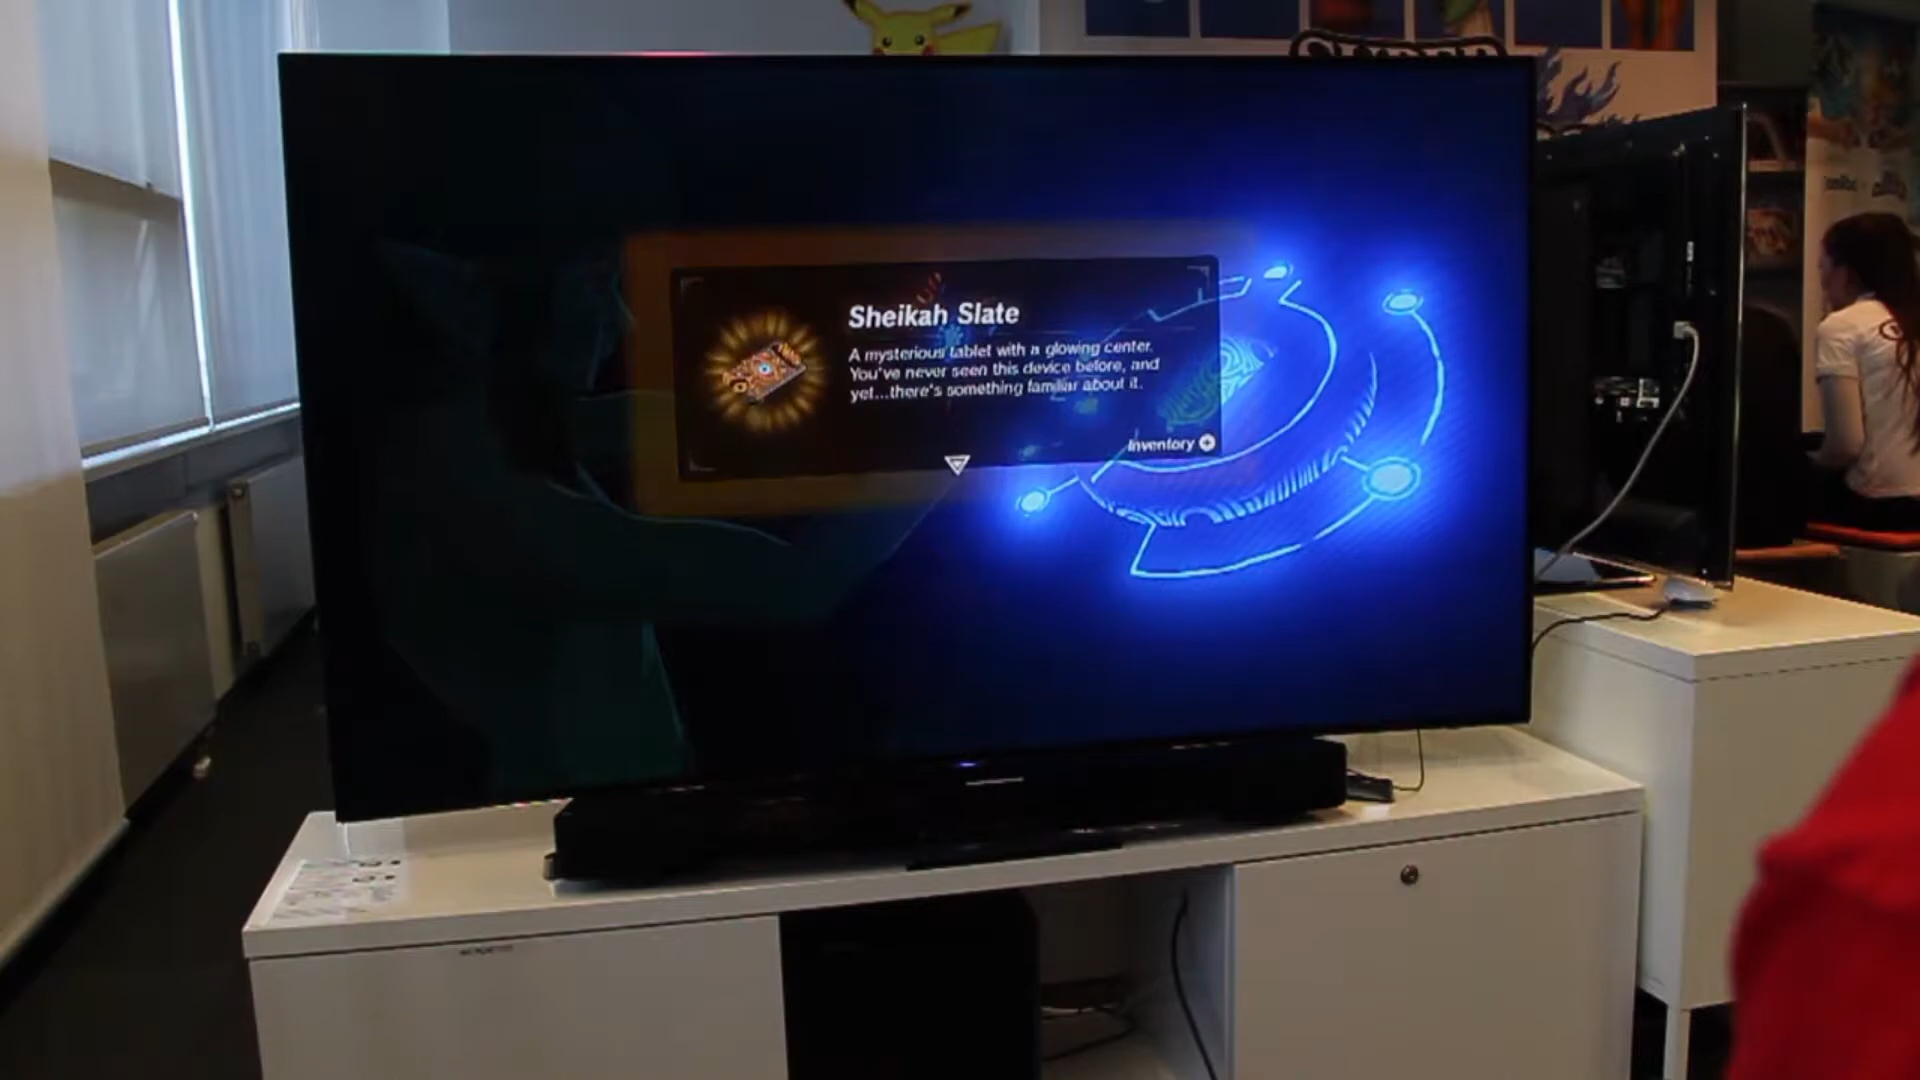 Sheikah Slate
A mysterious tablet with a glowing center.
You've never seen this device before, and
yet...there's something familiar about it.
Inventory